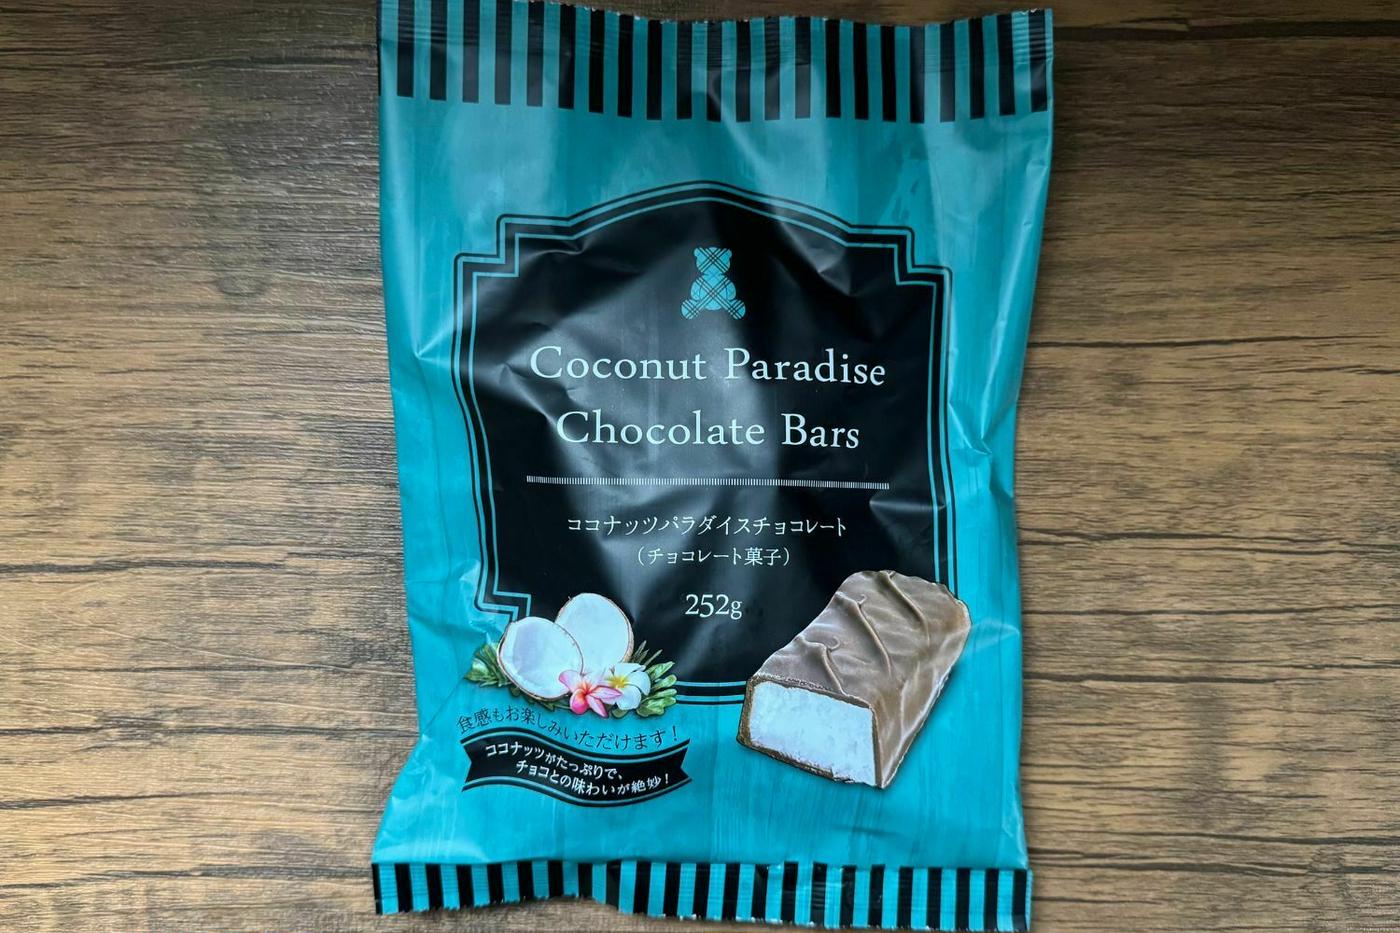 Coconut Paradise
Chocolate Bars
ココナッツパラダイスチョコレート
（チョコレート菓子）
252g
食感もお楽しみいただけます！
ココナッツがたっぷりで、
チョコとの味わいが絶妙！